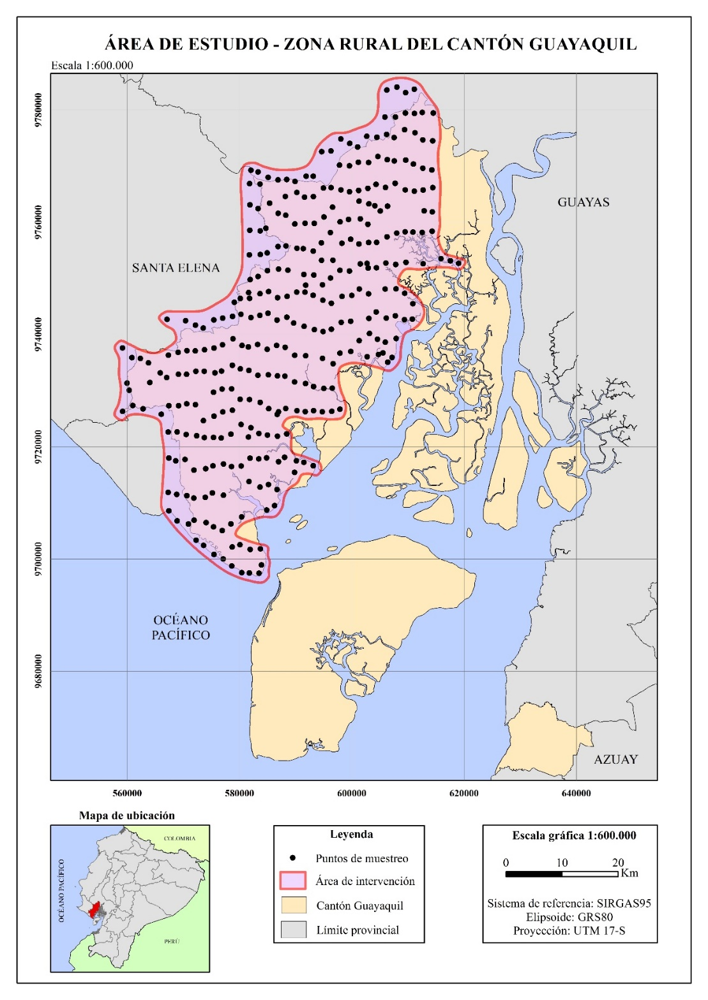 ÁREA DE ESTUDIO - ZONA RURAL DEL CANTÓN GUAYAQUIL
Escala 1:600.000
9780000
9760000
9740000
9720000
9700000
9680000
GUAYAS
SANTA ELENA
OCÉANO
PACÍFICO
AZUAY
560000
580000
600000
620000
640000
Mapa de ubicación
COLOMBIA
OCÉANO PACÍFICO
PERÚ
Leyenda
Puntos de muestreo
Área de intervención
Cantón Guayaquil
Límite provincial
Escala gráfica 1:600.000
0 10 20
Km
Sistema de referencia: SIRGAS95
Elipsoide: GRS80
Proyección: UTM 17-S